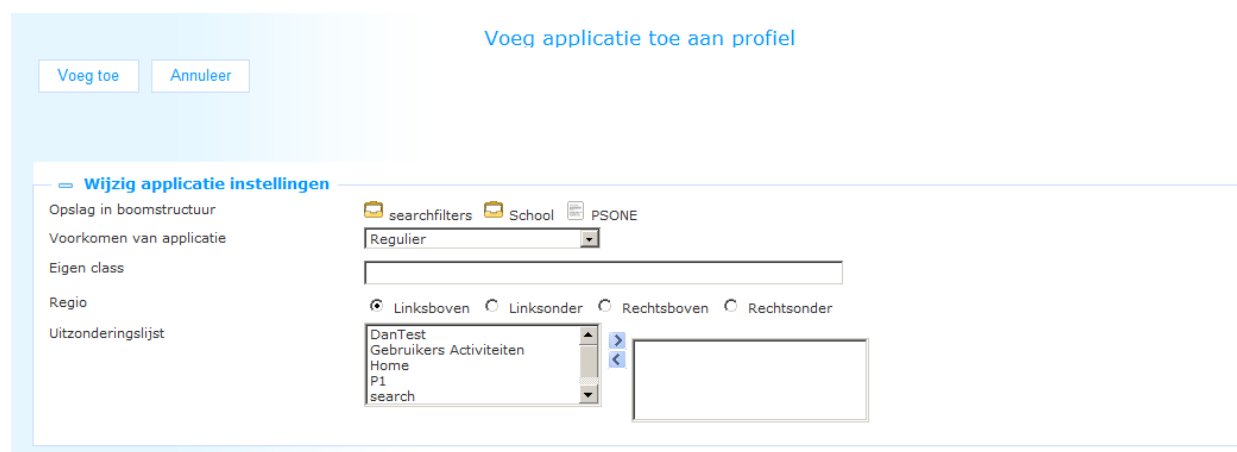 Voeg applicatie toe aan profiel
Voeg toe Annuleer
Wijzig applicatie instellingen
Opslag in boomstructuur searchfilters School PSONE
Voorkomen van applicatie Regulier
Eigen class
Regio Linksboven Linksonder Rechtsboven Rechtsonder
Uitzonderingslijst DanTest
Gebruikers Activiteiten
Home
P1
search